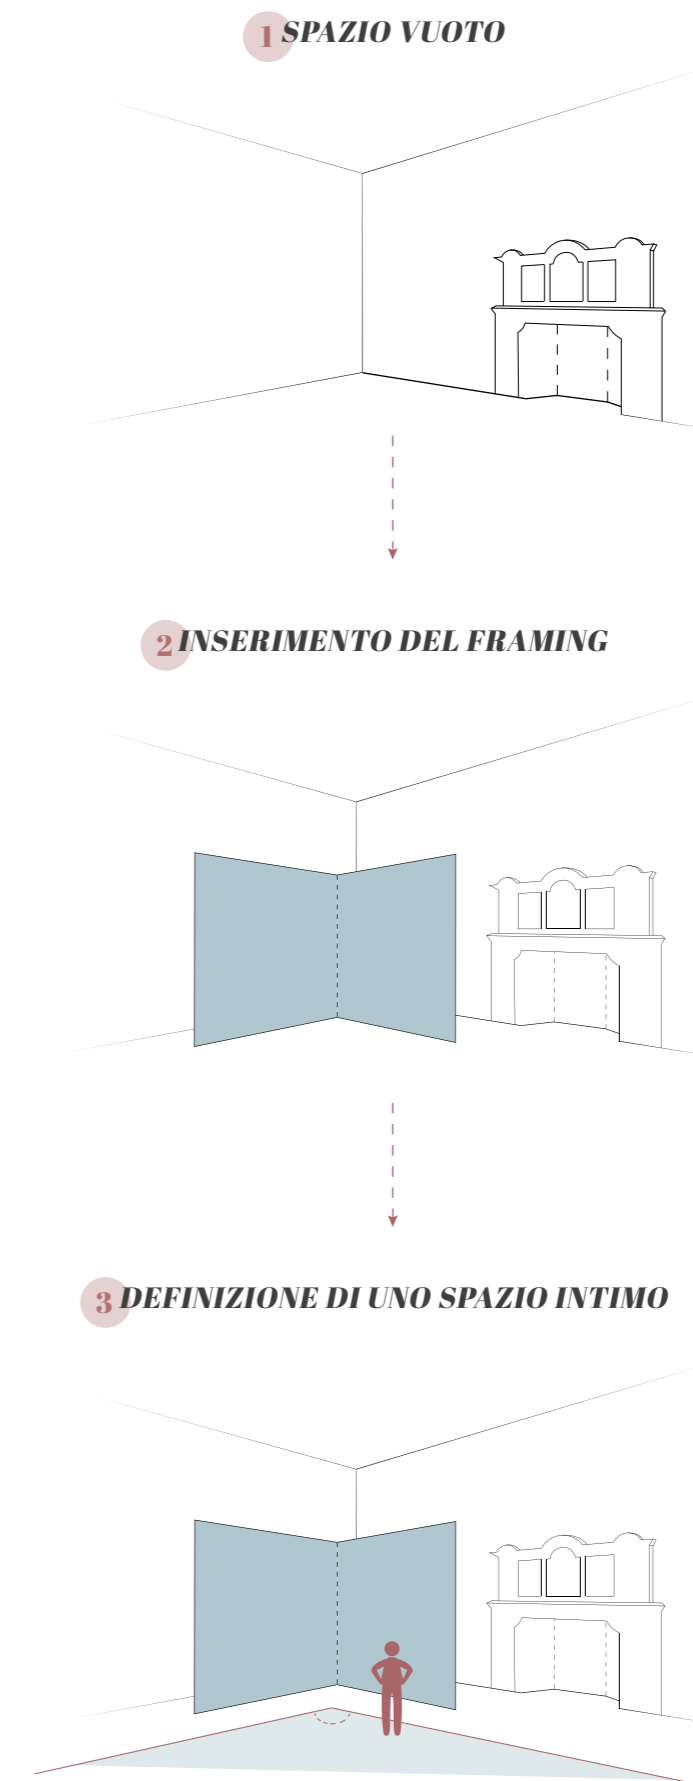 1 SPAZIO VUOTO
2 INSERIMENTO DEL FRAMING
3 DEFINIZIONE DI UNO SPAZIO INTIMO